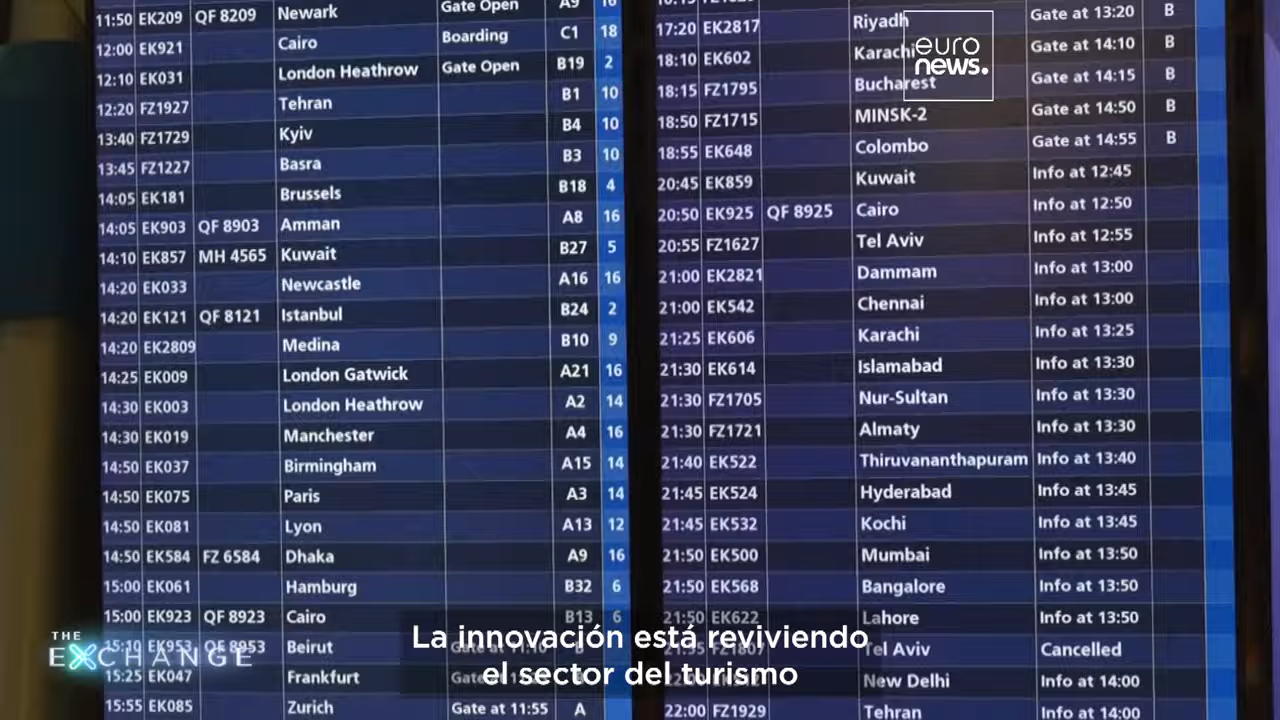 11:50 EK209 QF 8209 Newark Gate Open A9 16
12:00 EK921 Cairo Boarding C1 18
12:10 EK031 London Heathrow Gate Open B19 2
12:20 FZ1927 Tehran B1 10
13:40 FZ1729 Kyiv B4 10
13:45 FZ1227 Basra B3 10
14:05 EK181 Brussels B18 4
14:05 EK903 QF 8903 Amman A8 16
14:10 EK857 MH 4565 Kuwait B27 5
14:20 EK033 Newcastle A16 16
14:20 EK121 QF 8121 Istanbul B24 2
14:20 EK2809 Medina B10 9
14:25 EK009 London Gatwick A21 16
14:30 EK003 London Heathrow A2 14
14:30 EK019 Manchester A4 16
14:50 EK037 Birmingham A15 14
14:50 EK075 Paris A3 14
14:50 EK081 Lyon A13 12
14:50 EK584 FZ 6584 Dhaka A9 16
15:00 EK061 Hamburg B32 6
15:00 EK923 QF 8923 Cairo B13 6
15:10 EK953 QF 8953 Beirut Gate at 11:10
15:25 EK047 Frankfurt Gate at
15:55 EK085 Zurich Gate at 11:55 A
17:20 EK2817 Riyadh Gate at 13:20 B
18:10 EK602 Karachi Gate at 14:10 B
18:15 FZ1795 Bucharest Gate at 14:15 B
18:50 FZ1715 MINSK-2 Gate at 14:50 B
18:55 EK648 Colombo Gate at 14:55 B
20:45 EK859 Kuwait Info at 12:45
20:50 EK925 QF 8925 Cairo Info at 12:50
20:55 FZ1627 Tel Aviv Info at 12:55
21:00 EK2821 Dammam Info at 13:00
21:00 EK542 Chennai Info at 13:00
21:25 EK606 Karachi Info at 13:25
21:30 EK614 Islamabad Info at 13:30
21:30 FZ1705 Nur-Sultan Info at 13:30
21:30 FZ1721 Almaty Info at 13:30
21:40 EK522 Thiruvananthapuram Info at 13:40
21:45 EK524 Hyderabad Info at 13:45
21:45 EK532 Kochi Info at 13:45
21:50 EK500 Mumbai Info at 13:50
21:50 EK568 Bangalore Info at 13:50
21:50 EK622 Lahore Info at 13:50
Tel Aviv Cancelled
New Delhi Info at 14:00
22:00 FZ1929 Tehran Info at 14:00
euro
news.
THE
EXCHANGE
La innovación está reviviendo
el sector del turismo